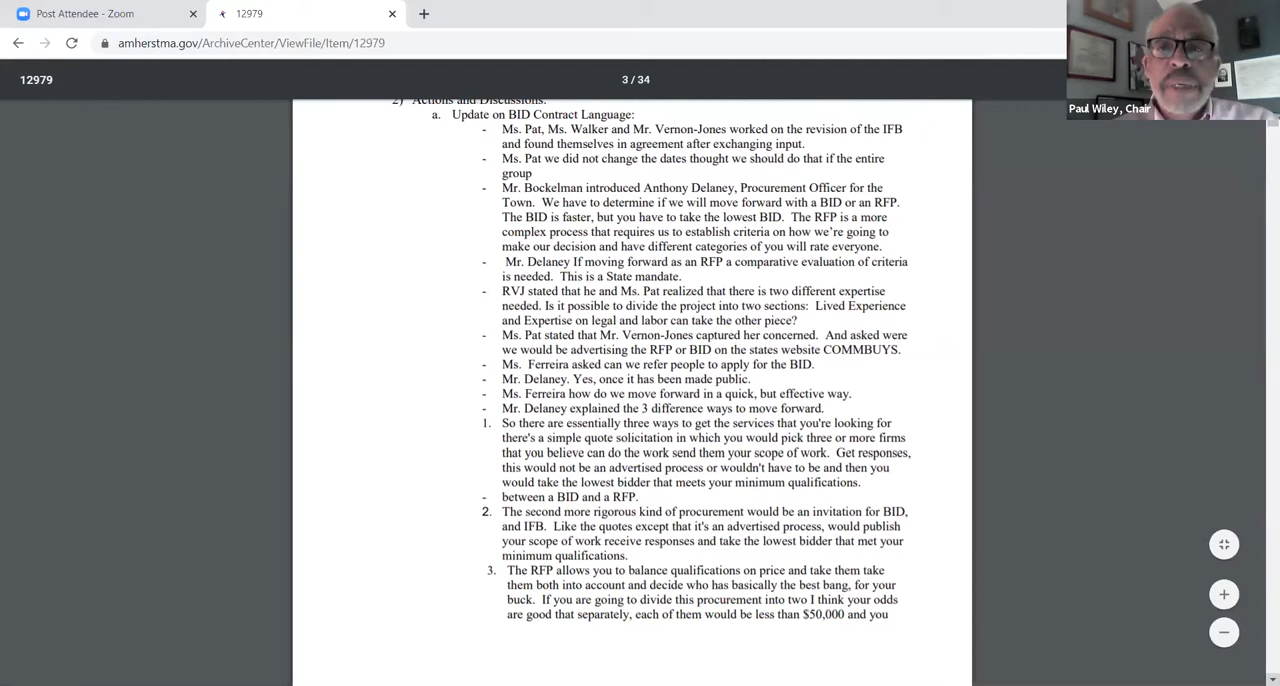 Post Attendee - Zoom
12979
amherstma.gov/ArchiveCenter/ViewFile/Item/12979
12979
3 / 34
Paul Wiley, Chair
2) Actions and Discussions:
a. Update on BID Contract Language:
- Ms. Pat, Ms. Walker and Mr. Vernon-Jones worked on the revision of the IFB
and found themselves in agreement after exchanging input.
- Ms. Pat we did not change the dates thought we should do that if the entire
group
- Mr. Bockelman introduced Anthony Delaney, Procurement Officer for the
Town. We have to determine if we will move forward with a BID or an RFP.
The BID is faster, but you have to take the lowest BID. The RFP is a more
complex process that requires us to establish criteria on how we're going to
make our decision and have different categories of you will rate everyone.
- Mr. Delaney If moving forward as an RFP a comparative evaluation of criteria
is needed. This is a State mandate.
- RVJ stated that he and Ms. Pat realized that there is two different expertise
needed. Is it possible to divide the project into two sections: Lived Experience
and Expertise on legal and labor can take the other piece?
- Ms. Pat stated that Mr. Vernon-Jones captured her concerned. And asked were
we would be advertising the RFP or BID on the states website COMMBUYS.
- Ms. Ferreira asked can we refer people to apply for the BID.
- Mr. Delaney. Yes, once it has been made public.
- Ms. Ferreira how do we move forward in a quick, but effective way.
- Mr. Delaney explained the 3 difference ways to move forward.
1. So there are essentially three ways to get the services that you're looking for
there's a simple quote solicitation in which you would pick three or more firms
that you believe can do the work send them your scope of work. Get responses,
this would not be an advertised process or wouldn't have to be and then you
would take the lowest bidder that meets your minimum qualifications.
- between a BID and a RFP.
2. The second more rigorous kind of procurement would be an invitation for BID,
and IFB. Like the quotes except that it's an advertised process, would publish
your scope of work receive responses and take the lowest bidder that met your
minimum qualifications.
3. The RFP allows you to balance qualifications on price and take them take
them both into account and decide who has basically the best bang, for your
buck. If you are going to divide this procurement into two I think your odds
are good that separately, each of them would be less than $50,000 and you